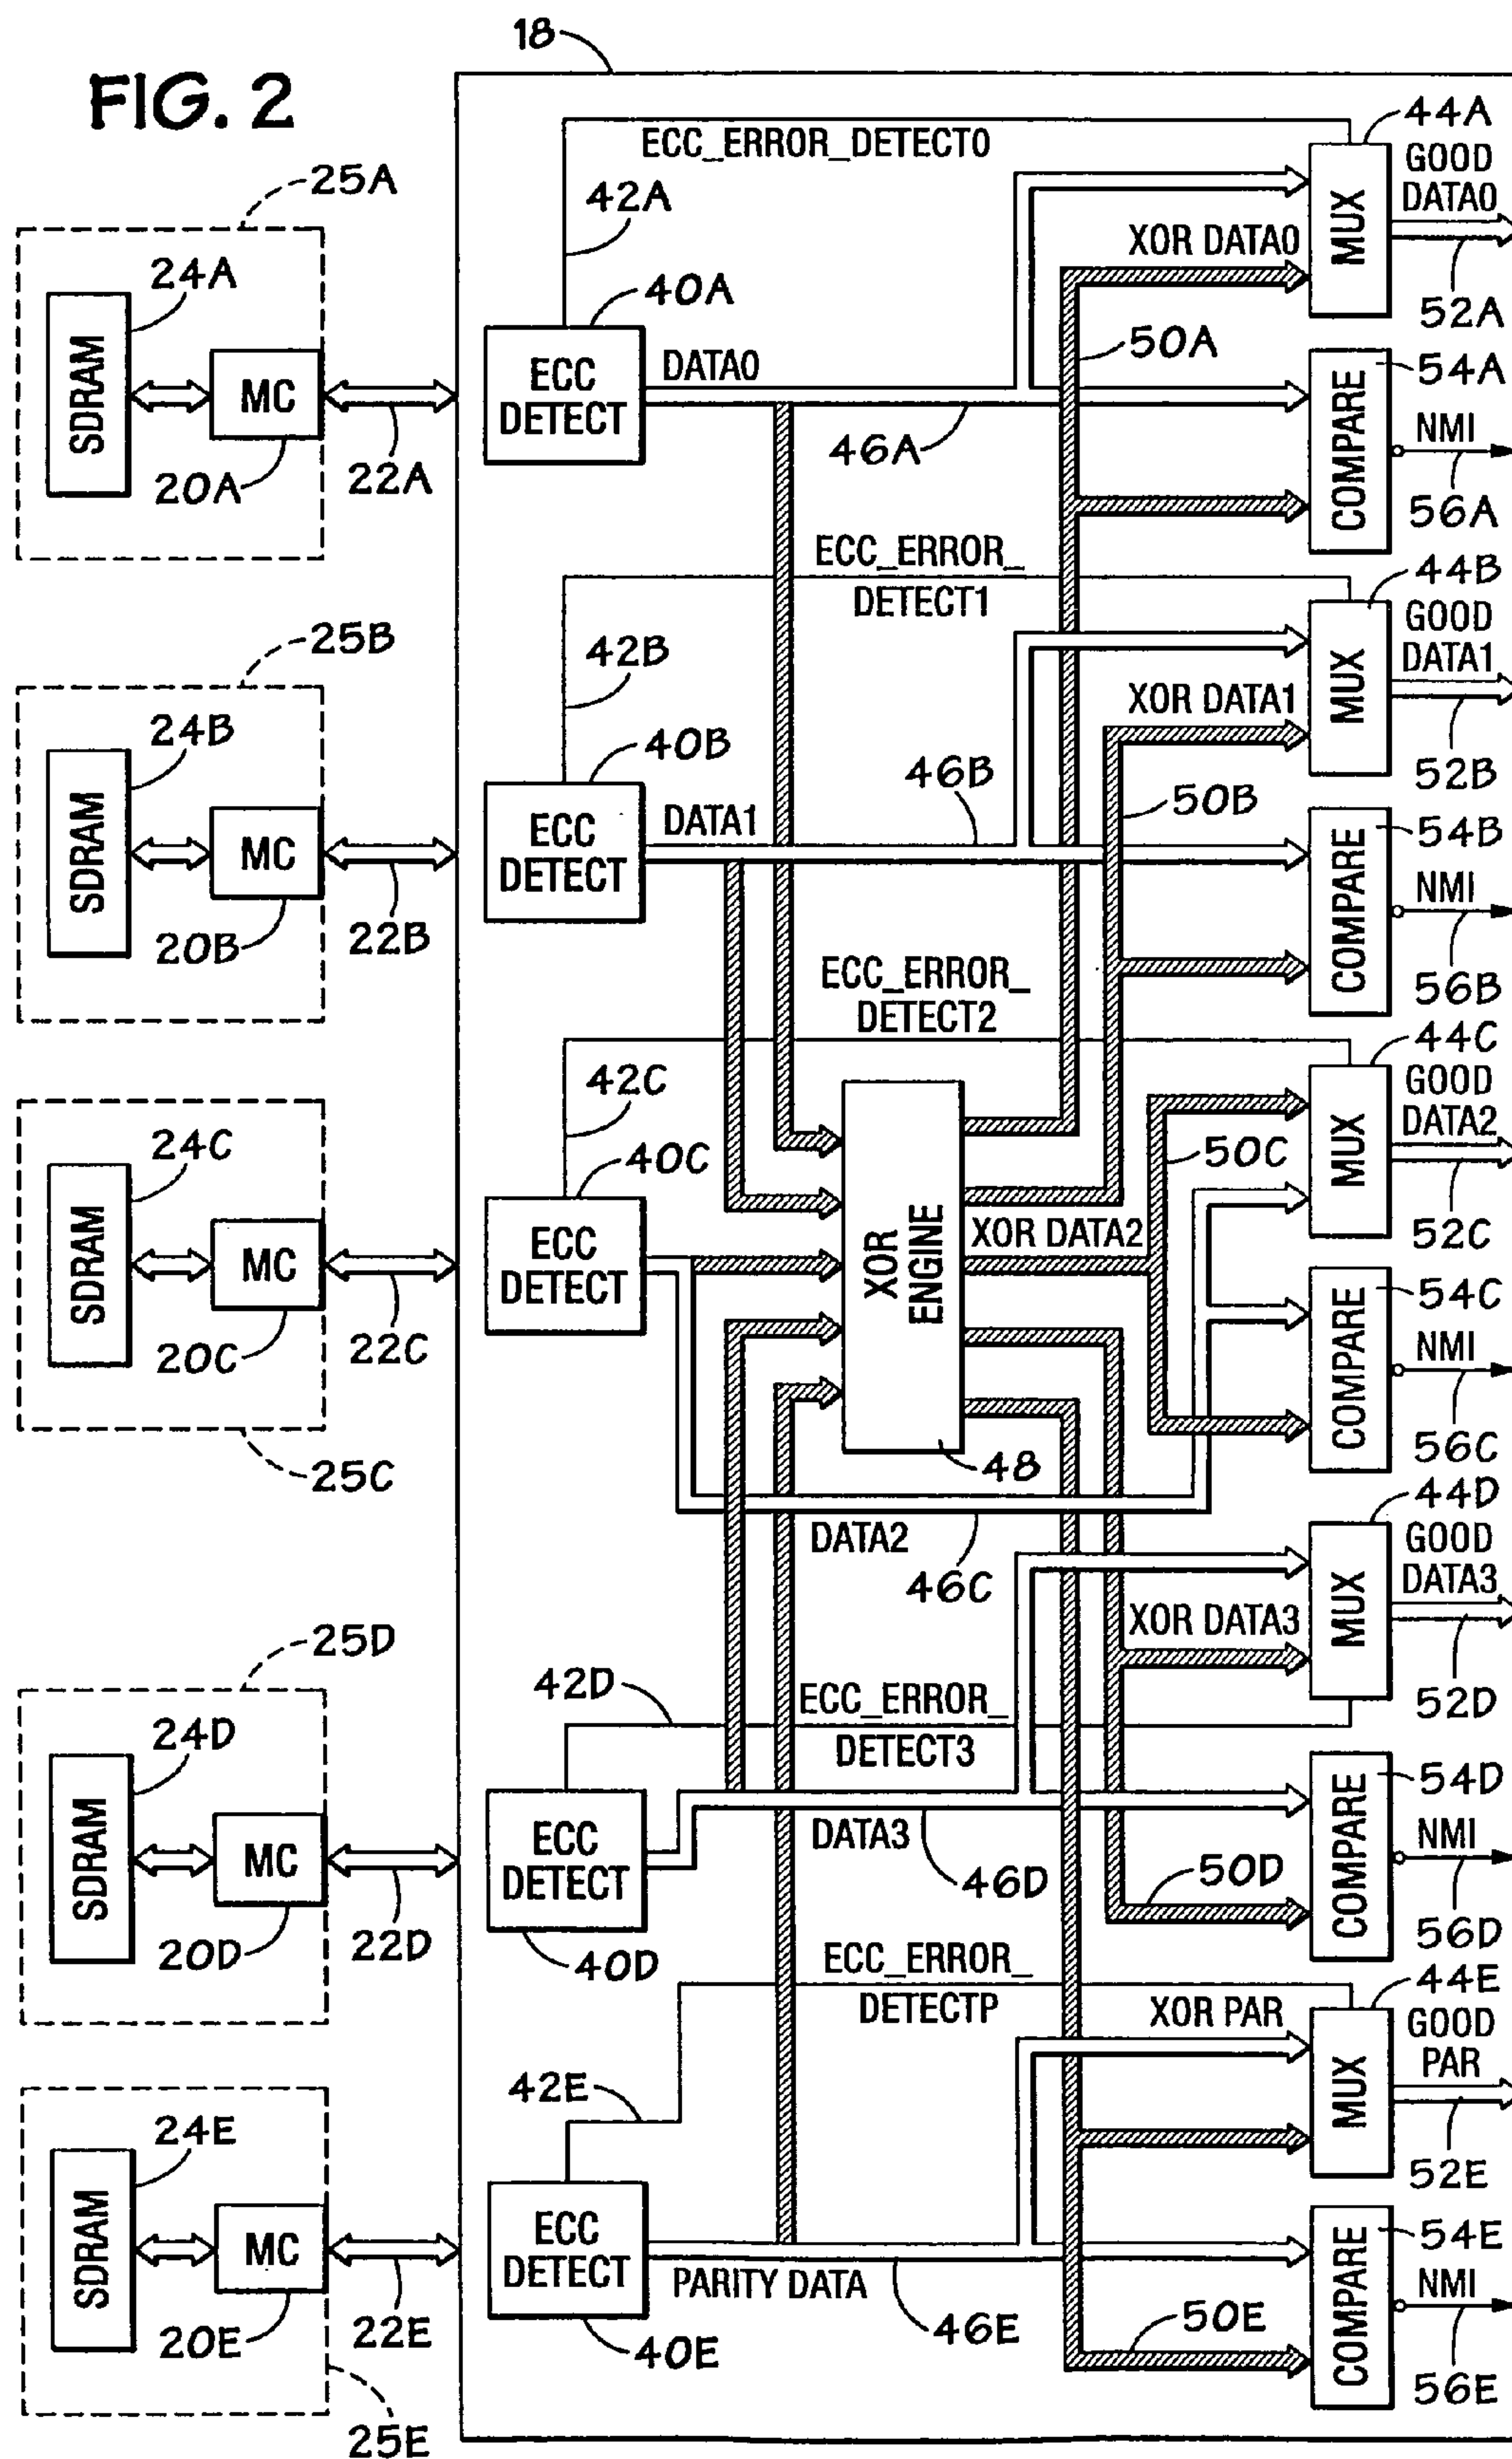 FIG. 2
18
25A
24A
SDRAM
MC
20A
22A
ECC_ERROR_DETECT0
42A
40A
ECC
DETECT
DATA0
46A
XOR DATA0
50A
44A
MUX
GOOD
DATA0
52A
54A
COMPARE
NMI
56A
25B
24B
SDRAM
MC
20B
22B
ECC_ERROR_
DETECT1
42B
40B
ECC
DETECT
DATA1
46B
XOR DATA1
50B
44B
MUX
GOOD
DATA1
52B
54B
COMPARE
NMI
56B
24C
SDRAM
MC
20C
22C
25C
ECC_ERROR_
DETECT2
42C
40C
ECC
DETECT
XOR
ENGINE
48
XOR DATA2
50C
DATA2
46C
44C
MUX
GOOD
DATA2
52C
54C
COMPARE
NMI
56C
25D
24D
SDRAM
MC
20D
22D
42D
ECC_ERROR_
DETECT3
ECC
DETECT
40D
DATA3
46D
XOR DATA3
50D
44D
MUX
GOOD
DATA3
52D
54D
COMPARE
NMI
56D
24E
SDRAM
MC
20E
22E
25E
ECC_ERROR_
DETECTP
42E
ECC
DETECT
40E
PARITY DATA
46E
XOR PAR
50E
44E
MUX
GOOD
PAR
52E
54E
COMPARE
NMI
56E